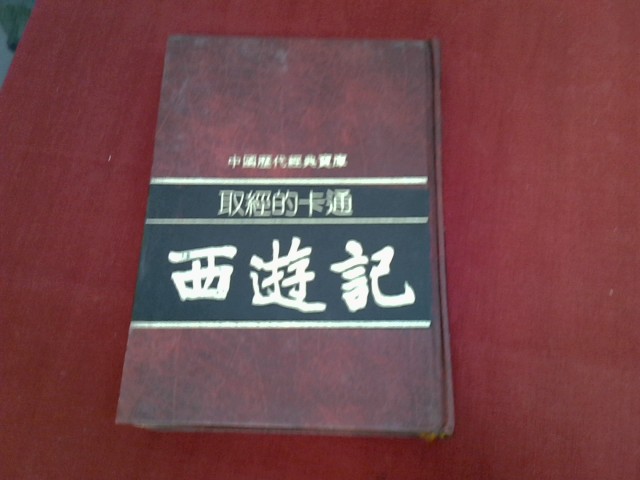 中國歷代經典寶庫
取經的卡通
西遊記